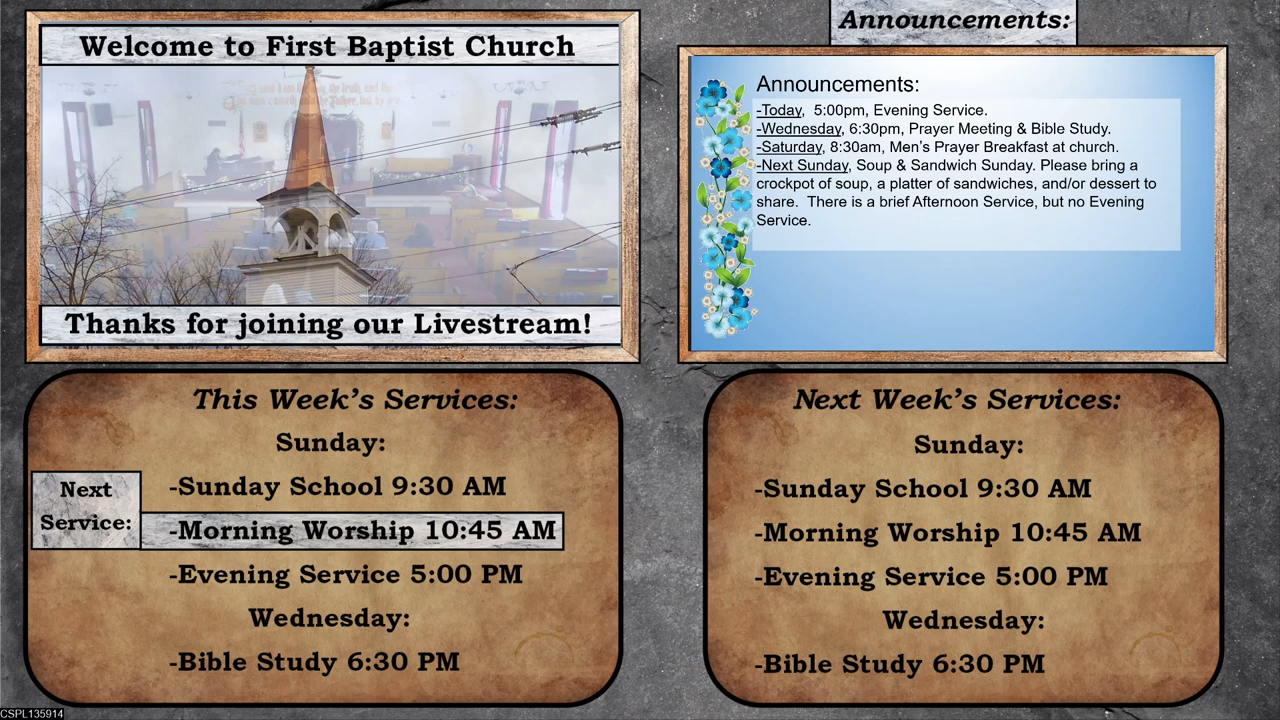 Welcome to First Baptist Church
Thanks for joining our Livestream!
Announcements:
Announcements:
-Today,  5:00pm, Evening Service.
-Wednesday, 6:30pm, Prayer Meeting & Bible Study.
-Saturday, 8:30am, Men's Prayer Breakfast at church.
-Next Sunday, Soup & Sandwich Sunday. Please bring a
crockpot of soup, a platter of sandwiches, and/or dessert to
share.  There is a brief Afternoon Service, but no Evening
Service.
This Week's Services:
Sunday:
-Sunday School 9:30 AM
Next
Service:
-Morning Worship 10:45 AM
-Evening Service 5:00 PM
Wednesday:
-Bible Study 6:30 PM
Next Week's Services:
Sunday:
-Sunday School 9:30 AM
-Morning Worship 10:45 AM
-Evening Service 5:00 PM
Wednesday:
-Bible Study 6:30 PM
CSPL135914